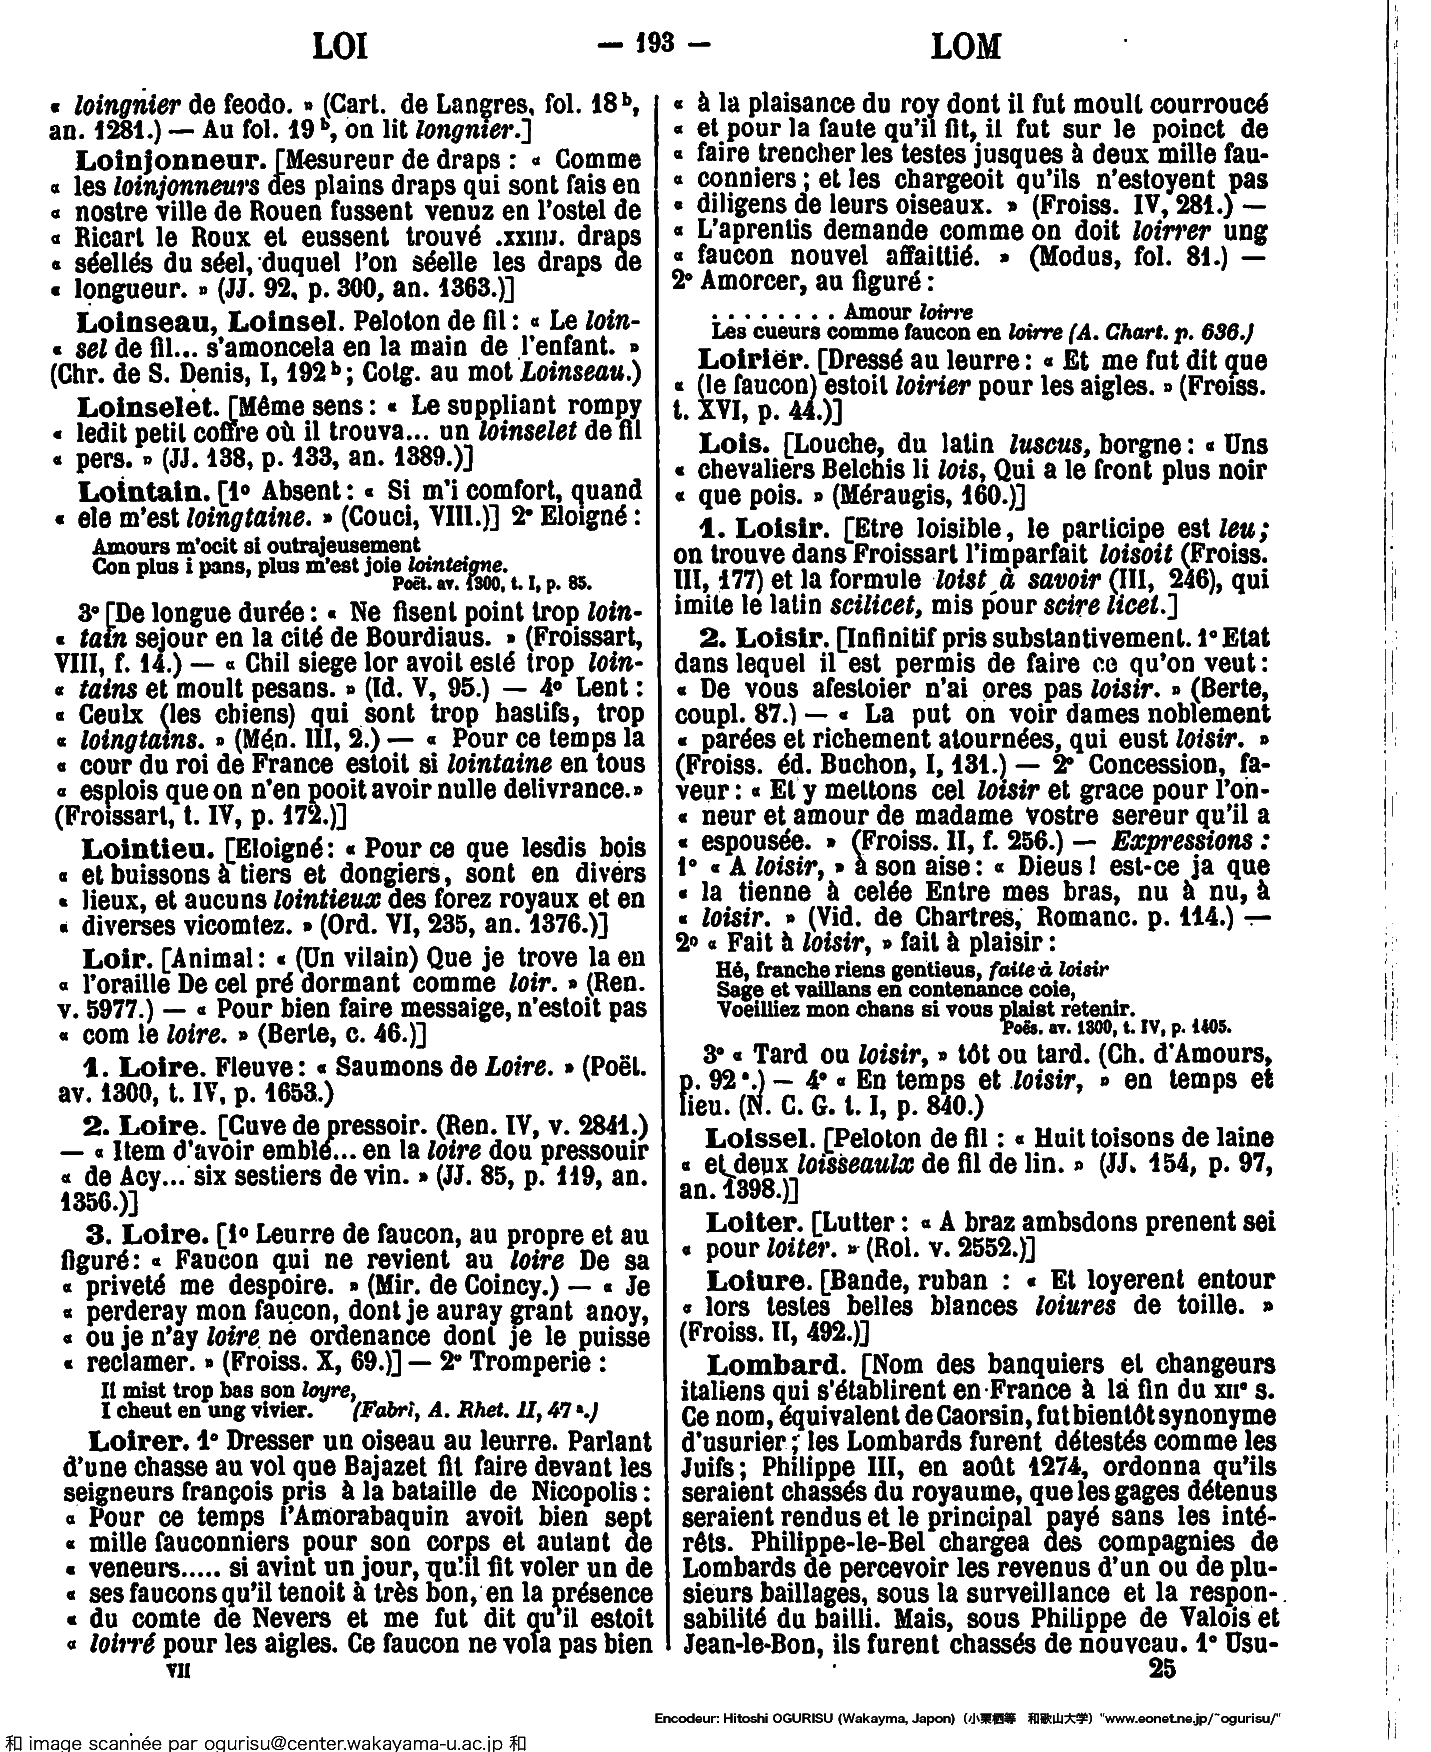 LOI — 193 — LOM
« loingnier de feodo. » (Cart. de Langres, fol. 18 b,
an. 1281.) — Au fol. 19 b, on lit longnier.]
Loinjonneur. [Mesureur de draps : « Comme
« les loinjonneurs des plains draps qui sont fais en
« nostre ville de Rouen fussent venuz en l'ostel de
« Ricart le Roux et eussent trouvé .XXIIIJ. draps
« séellés du séel, duquel l'on séelle les draps de
« longueur. » (JJ. 92, p. 300, an. 1363.)]
Loinseau, Loinsel. Peloton de fil : « Le loin-
« sel de fil... s'amoncela en la main de l'enfant. »
(Chr. de S. Denis, I, 192 b ; Cotg. au mot Loinseau.)
Loinselet. [Même sens : « Le suppliant rompy
« ledit petit coffre où il trouva... un loinselet de fil
« pers. » (JJ. 138, p. 133, an. 1389.)]
Lointain. [1º Absent : « Si m'i comfort, quand
« ele m'est loingtaine. » (Couci, VIII.)] 2º Eloigné :
Amours m'ocit si outrajeusement
Con plus i pans, plus m'est joie lointeigne.
Poët. av. 1300, t. I, p. 85.
3º [De longue durée : « Ne fisent point trop loin-
« tain sejour en la cité de Bourdiaus. » (Froissart,
VIII, f. 14.) — « Chil siege lor avoit esté trop loin-
« tains et moult pesans. » (Id. V, 95.) — 4º Lent :
« Ceulx (les chiens) qui sont trop hastifs, trop
« loingtains. » (Mén. III, 2.) — « Pour ce temps la
« cour du roi de France estoit si lointaine en tous
« esplois que on n'en pooit avoir nulle delivrance.»
(Froissart, t. IV, p. 172.)]
Lointieu. [Eloigné : « Pour ce que lesdis bois
« et buissons à tiers et dongiers, sont en divers
« lieux, et aucuns lointieux des forez royaux et en
« diverses vicomtez. » (Ord. VI, 235, an. 1376.)]
Loir. [Animal : « (Un vilain) Que je trove la en
« l'oraille De cel pré dormant comme loir. » (Ren.
v. 5977.) — « Pour bien faire messaige, n'estoit pas
« com le loire. » (Berte, c. 46.)]
1. Loire. Fleuve : « Saumons de Loire. » (Poët.
av. 1300, t. IV, p. 1653.)
2. Loire. [Cuve de pressoir. (Ren. IV, v. 2841.)
— « Item d'avoir emblé... en la loire dou pressouir
« de Acy... six sestiers de vin. » (JJ. 85, p. 119, an.
1356.)]
3. Loire. [1º Leurre de faucon, au propre et au
figuré : « Faucon qui ne revient au loire De sa
« priveté me despoire. » (Mir. de Coincy.) — « Je
« perderay mon faucon, dont je auray grant anoy,
« ou je n'ay loire ne ordenance dont je le puisse
« reclamer. » (Froiss. X, 69.)] — 2º Tromperie :
Il mist trop bas son loyre,
I cheut en ung vivier. (Fabri, A. Rhet. II, 47 a.)
Loirer. 1º Dresser un oiseau au leurre. Parlant
d'une chasse au vol que Bajazet fit faire devant les
seigneurs françois pris à la bataille de Nicopolis :
« Pour ce temps l'Amorabaquin avoit bien sept
« mille fauconniers pour son corps et autant de
« veneurs..... si avint un jour, qu'il fit voler un de
« ses faucons qu'il tenoit à très bon, en la présence
« du comte de Nevers et me fut dit qu'il estoit
« loirré pour les aigles. Ce faucon ne vola pas bien
VII
« à la plaisance du roy dont il fut moult courroucé
« et pour la faute qu'il fit, il fut sur le poinct de
« faire trencher les testes jusques à deux mille fau-
« conniers ; et les chargeoit qu'ils n'estoyent pas
« diligens de leurs oiseaux. » (Froiss. IV, 281.) —
« L'aprentis demande comme on doit loirrer ung
« faucon nouvel affaittié. » (Modus, fol. 81.) —
2º Amorcer, au figuré :
. . . . . . . . Amour loirre
Les cueurs comme faucon en loirre (A. Chart. p. 636.)
Loirier. [Dressé au leurre : « Et me fut dit que
« (le faucon) estoit loirier pour les aigles. » (Froiss.
t. XVI, p. 44.)]
Lois. [Louche, du latin luscus, borgne : « Uns
« chevaliers Belchis li lois, Qui a le front plus noir
« que pois. » (Méraugis, 160.)]
1. Loisir. [Etre loisible, le participe est leu ;
on trouve dans Froissart l'imparfait loisoit (Froiss.
III, 177) et la formule loist à savoir (III, 246), qui
imite le latin scilicet, mis pour scire licet.]
2. Loisir. [Infinitif pris substantivement. 1º Etat
dans lequel il est permis de faire ce qu'on veut :
« De vous afestoier n'ai ores pas loisir. » (Berte,
coupl. 87.) — « La put on voir dames noblement
« parées et richement atournées, qui eust loisir. »
(Froiss. éd. Buchon, I, 131.) — 2º Concession, fa-
veur : « Et y mettons cel loisir et grace pour l'on-
« neur et amour de madame vostre sereur qu'il a
« espousée. » (Froiss. II, f. 256.) — Expressions :
1º « A loisir, » à son aise : « Dieus ! est-ce ja que
« la tienne à celée Entre mes bras, nu à nu, à
« loisir. » (Vid. de Chartres, Romanc. p. 114.) —
2º « Fait à loisir, » fait à plaisir :
Hé, franche riens gentieus, faite à loisir
Sage et vaillans en contenance coie,
Voeilliez mon chans si vous plaist retenir.
Poës. av. 1300, t. IV, p. 1405.
3º « Tard ou loisir, » tôt ou tard. (Ch. d'Amours,
p. 92 a.) — 4º « En temps et loisir, » en temps et
lieu. (N. C. G. t. I, p. 840.)
Loissel. [Peloton de fil : « Huit toisons de laine
« et deux loisseaulx de fil de lin. » (JJ. 154, p. 97,
an. 1398.)]
Loiter. [Lutter : « A braz ambsdons prenent sei
« pour loiter. » (Rol. v. 2552.)]
Loiure. [Bande, ruban : « Et loyerent entour
« lors testes belles blances loiures de toille. »
(Froiss. II, 492.)]
Lombard. [Nom des banquiers et changeurs
italiens qui s'établirent en France à la fin du XIIe s.
Ce nom, équivalent de Caorsin, fut bientôt synonyme
d'usurier ; les Lombards furent détestés comme les
Juifs ; Philippe III, en août 1274, ordonna qu'ils
seraient chassés du royaume, que les gages détenus
seraient rendus et le principal payé sans les inté-
rêts. Philippe-le-Bel chargea des compagnies de
Lombards de percevoir les revenus d'un ou de plu-
sieurs baillages, sous la surveillance et la respon-
sabilité du bailli. Mais, sous Philippe de Valois et
Jean-le-Bon, ils furent chassés de nouveau. 1º Usu-
25
Encodeur: Hitoshi OGURISU (Wakayma, Japon) (小栗栖等 和歌山大学) "www.eonet.ne.jp/~ogurisu/"
和 image scannée par ogurisu@center.wakayama-u.ac.jp 和